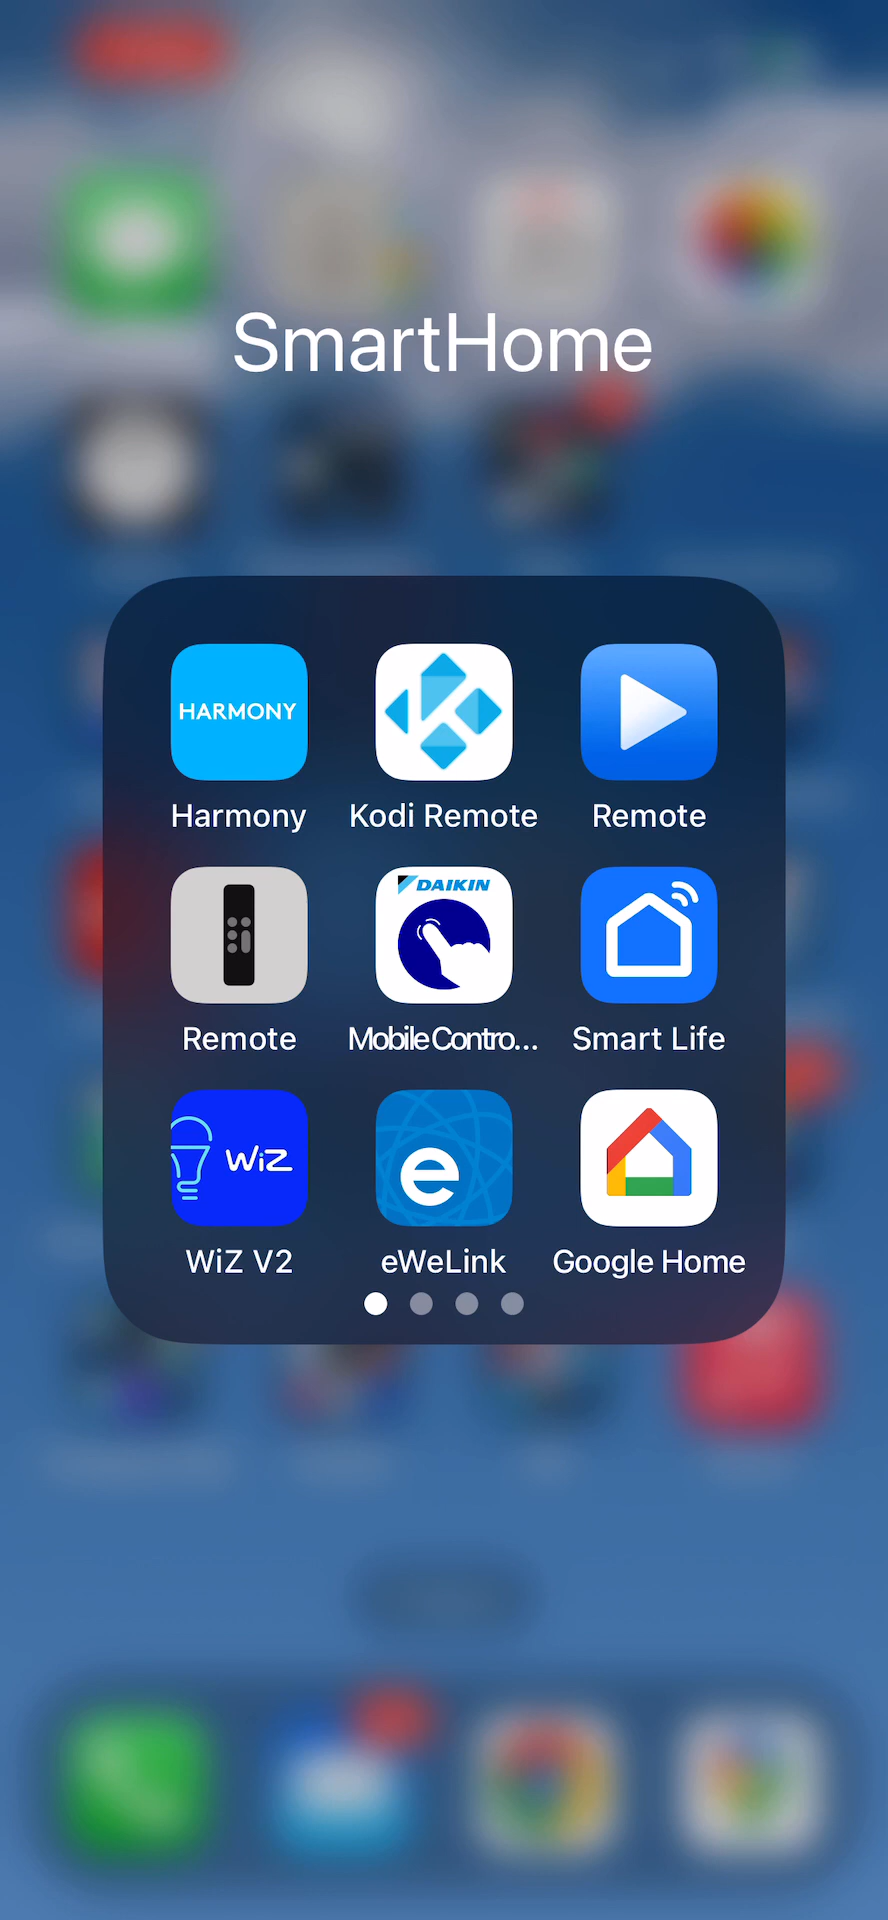 SmartHome
HARMONY
Harmony
Kodi Remote
Remote
Remote
DAIKIN
MobileContro...
Smart Life
WiZ
WiZ V2
e
eWeLink
Google Home